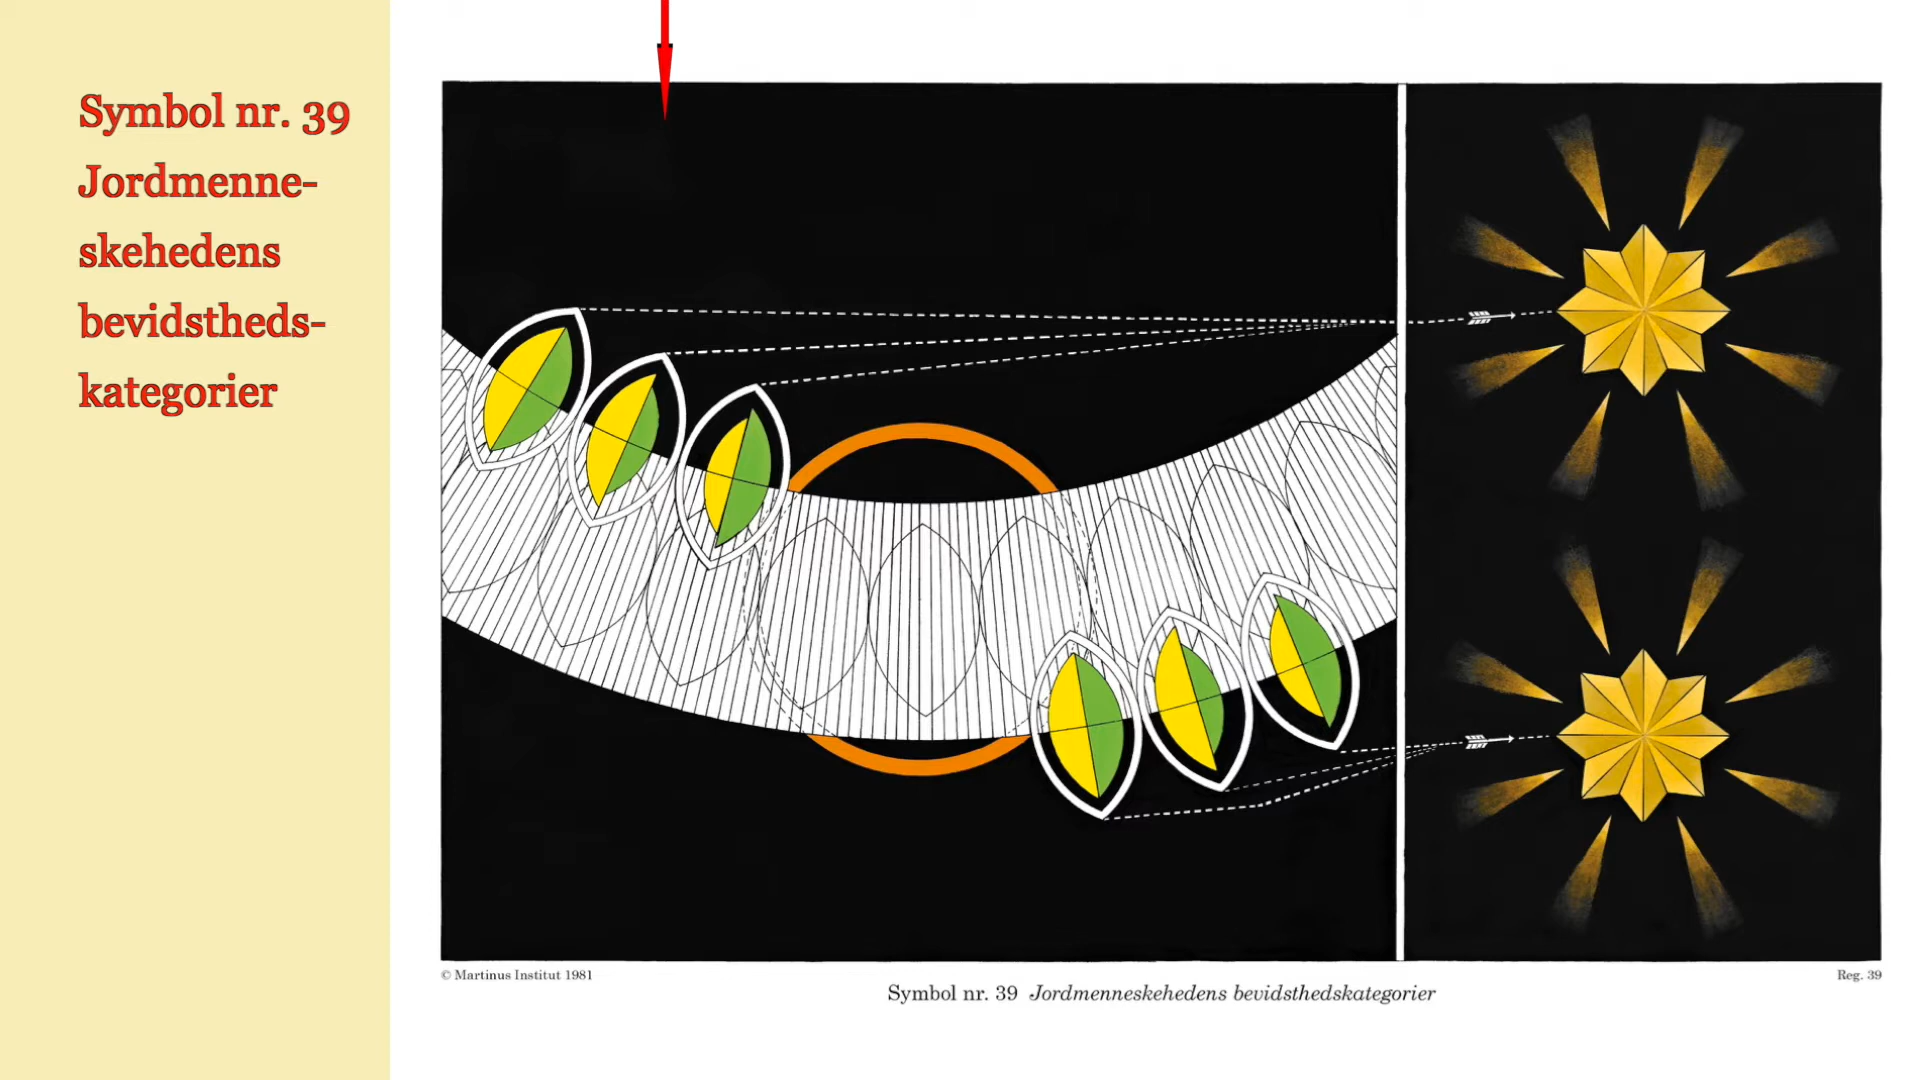 Symbol nr. 39
Jordmenne-
skehedens
bevidstheds-
kategorier
© Martinus Institut 1981
Reg. 39
Symbol nr. 39 Jordmenneskehedens bevidsthedskategorier